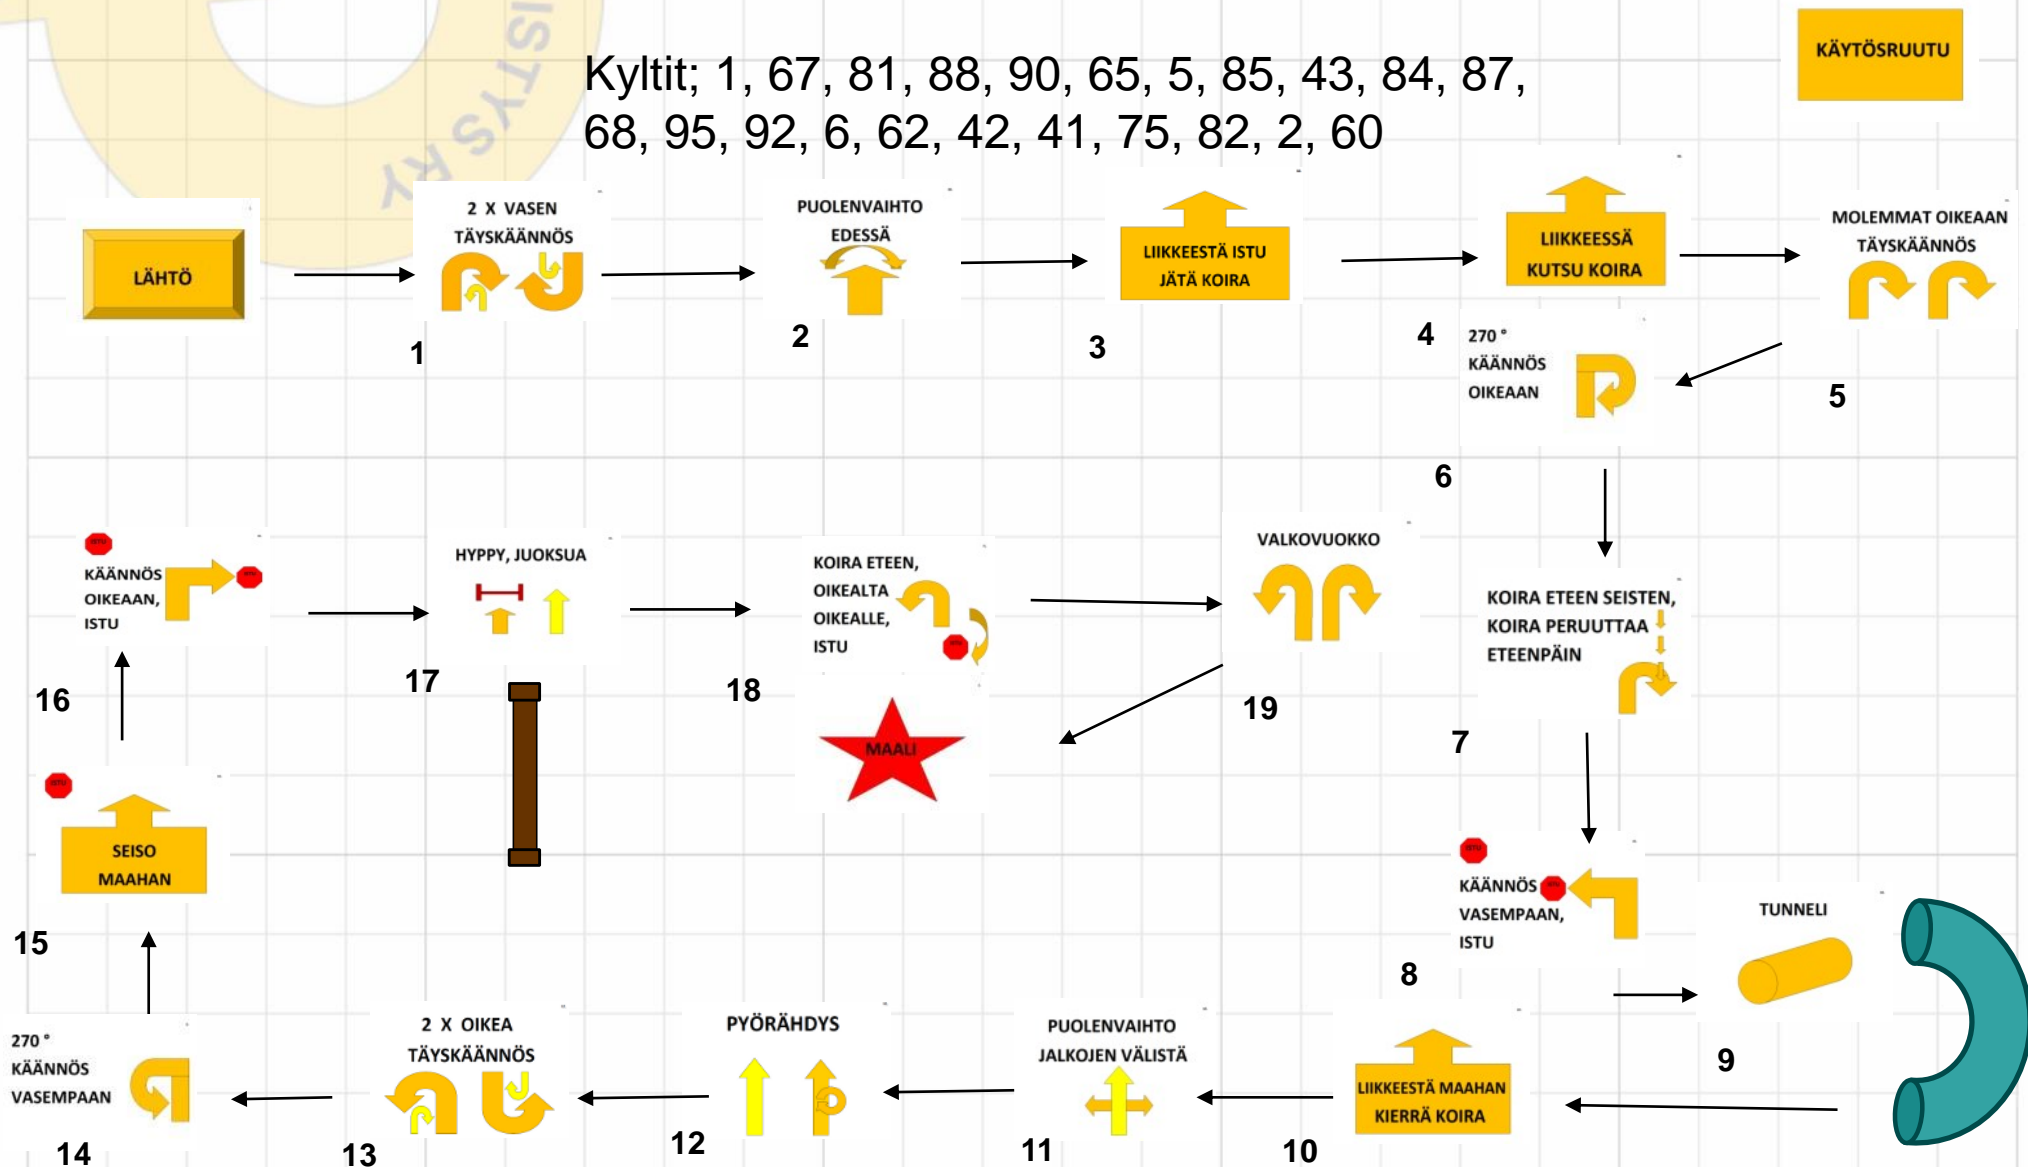 ISTYS RY
KÄYTÖSRUUTU
Kyltit; 1, 67, 81, 88, 90, 65, 5, 85, 43, 84, 87,
68, 95, 92, 6, 62, 42, 41, 75, 82, 2, 60
LÄHTÖ
2 X VASEN
TÄYSKÄÄNNÖS
1
PUOLENVAIHTO
EDESSÄ
2
LIIKKEESTÄ ISTU
JÄTÄ KOIRA
3
LIIKKEESSÄ
KUTSU KOIRA
4
MOLEMMAT OIKEAAN
TÄYSKÄÄNNÖS
5
270 °
KÄÄNNÖS
OIKEAAN
6
KOIRA ETEEN SEISTEN,
KOIRA PERUUTTAA
ETEENPÄIN
7
ISTU
KÄÄNNÖS
VASEMPAAN,
ISTU
8
TUNNELI
9
LIIKKEESTÄ MAAHAN
KIERRÄ KOIRA
10
PUOLENVAIHTO
JALKOJEN VÄLISTÄ
11
PYÖRÄHDYS
12
2 X OIKEA
TÄYSKÄÄNNÖS
13
270 °
KÄÄNNÖS
VASEMPAAN
14
SEISO
MAAHAN
15
KÄÄNNÖS
OIKEAAN,
ISTU
16
HYPPY, JUOKSUA
17
KOIRA ETEEN,
OIKEALTA
OIKEALLE,
ISTU
18
VALKOVUOKKO
19
MAALI